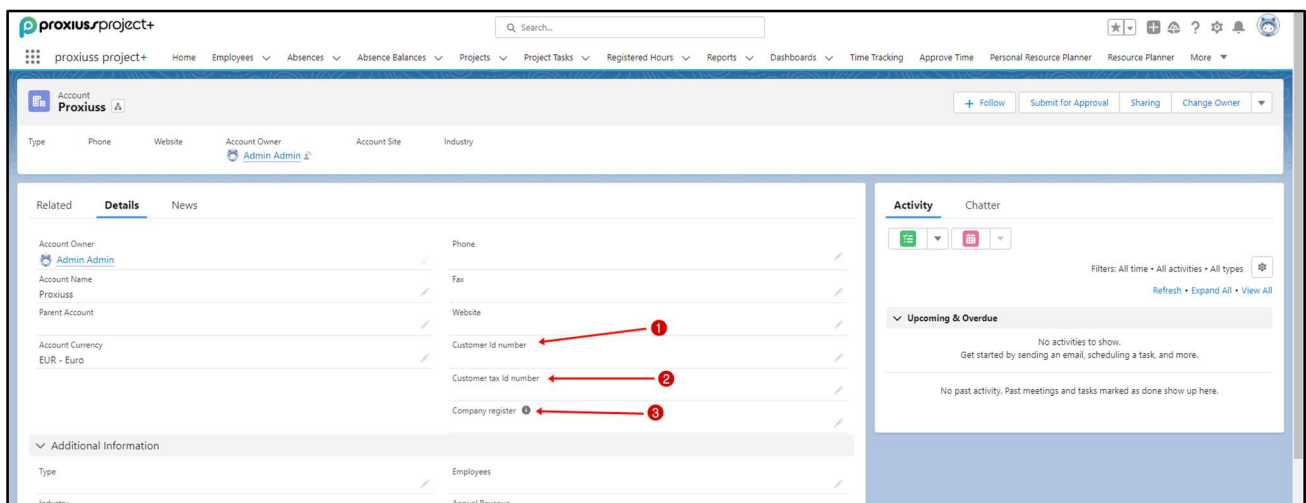 proxius project+
Search...
proxiuss project+ Home Employees Absences Absence Balances Projects Project Tasks Registered Hours Reports Dashboards Time Tracking Approve Time Personal Resource Planner Resource Planner More
Account
Proxiuss
+ Follow Submit for Approval Sharing Change Owner
Type Phone Website Account Owner Account Site Industry
Admin Admin
Related Details News
Account Owner
Admin Admin
Account Name
Proxiuss
Parent Account
Account Currency
EUR - Euro
Phone
Fax
Website
1
Customer Id number
Customer tax Id number 2
Company register 3
Additional Information
Type Employees
Industry Annual Revenue
Activity Chatter
Filters: All time • All activities • All types
Refresh • Expand All • View All
Upcoming & Overdue
No activities to show.
Get started by sending an email, scheduling a task, and more.
No past activity. Past meetings and tasks marked as done show up here.